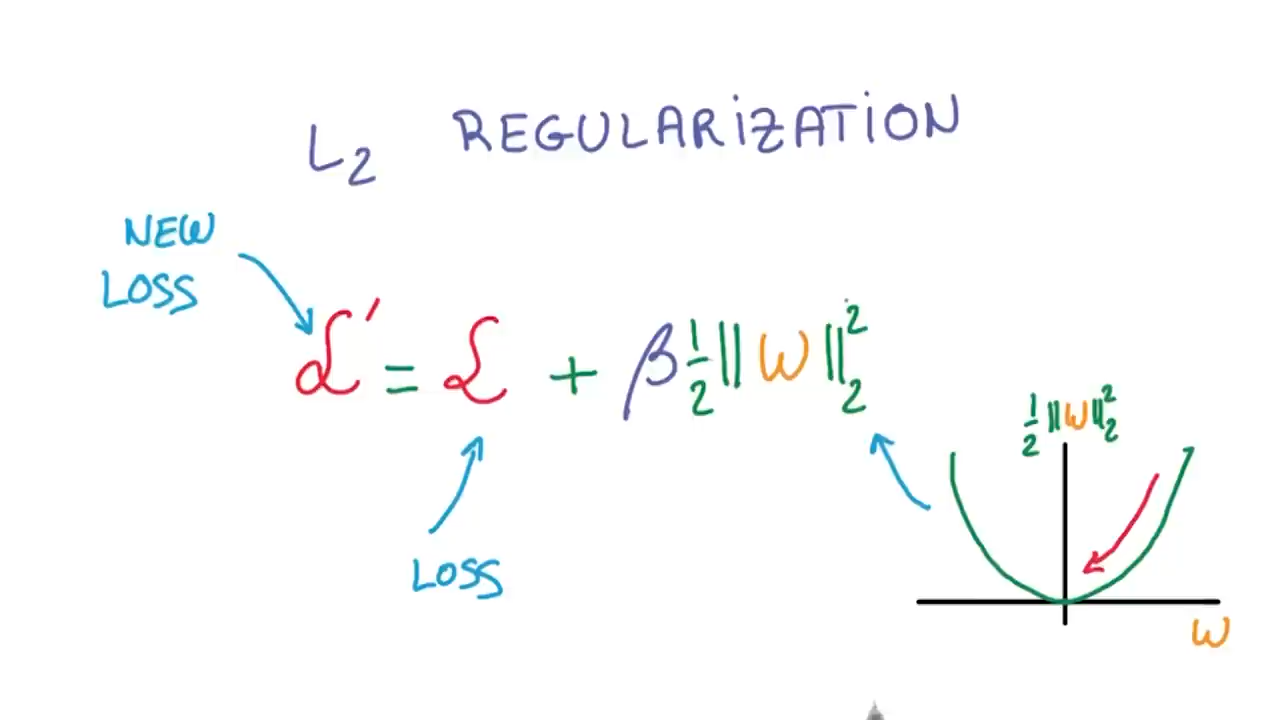 L₂ REGULARIZATION
NEW
LOSS
ℒ′ = ℒ + β ½ ||ω||₂²
½ ||ω||₂²
LOSS
ω